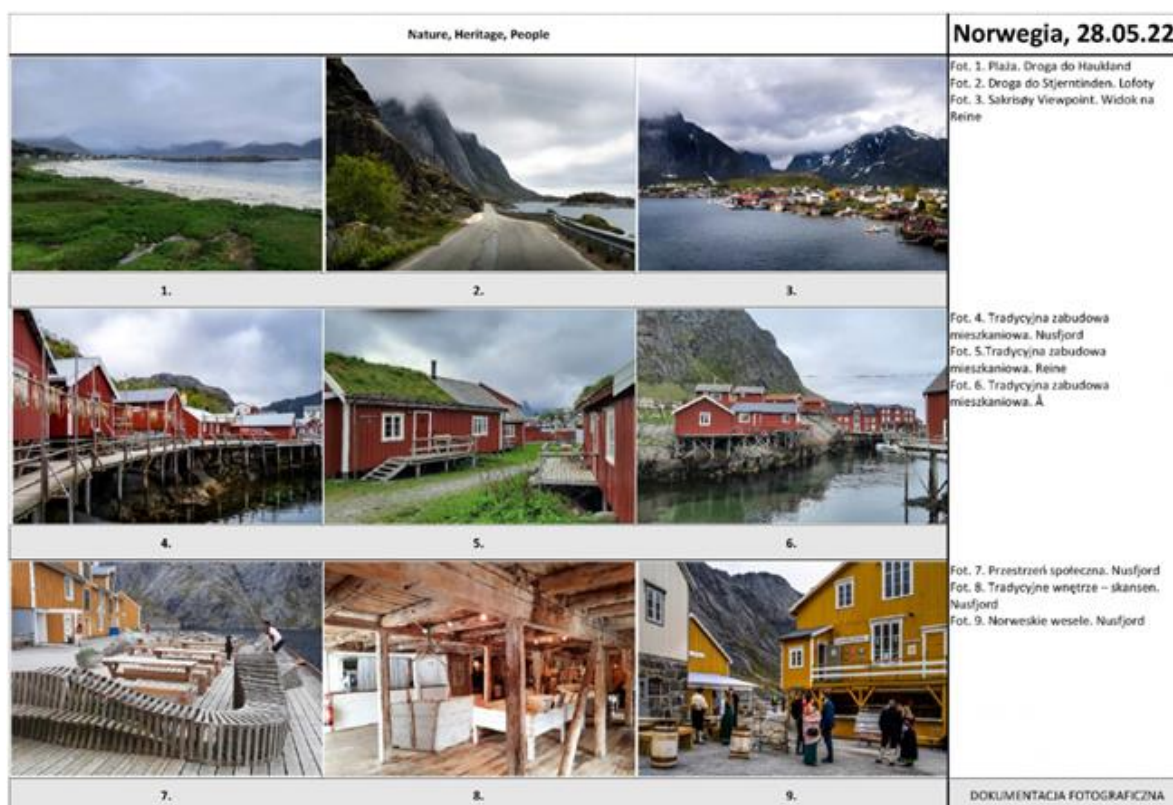 Nature, Heritage, People
Norwegia, 28.05.22
Fot. 1. Plaża. Droga do Haukland
Fot. 2. Droga do Stjerntinden. Lofoty
Fot. 3. Sakrisøy Viewpoint. Widok na
Reine
1.
2.
3.
Fot. 4. Tradycyjna zabudowa
mieszkaniowa. Nusfjord
Fot. 5.Tradycyjna zabudowa
mieszkaniowa. Reine
Fot. 6. Tradycyjna zabudowa
mieszkaniowa. Å
4.
5.
6.
Fot. 7. Przestrzeń społeczna. Nusfjord
Fot. 8. Tradycyjne wnętrze – skansen.
Nusfjord
Fot. 9. Norweskie wesele. Nusfjord
7.
8.
9.
DOKUMENTACJA FOTOGRAFICZNA